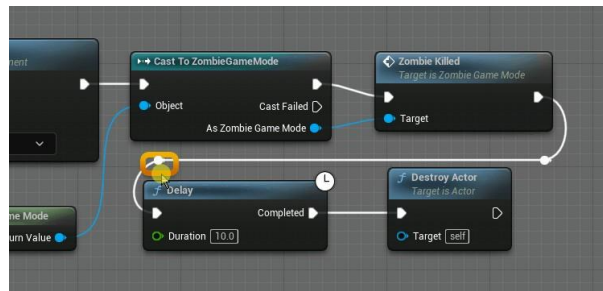 nent
Cast To ZombieGameMode
Object
Cast Failed
As Zombie Game Mode
Zombie Killed
Target is Zombie Game Mode
Target
me Mode
urn Value
f Delay
Completed
Duration 10.0
f Destroy Actor
Target is Actor
Target self